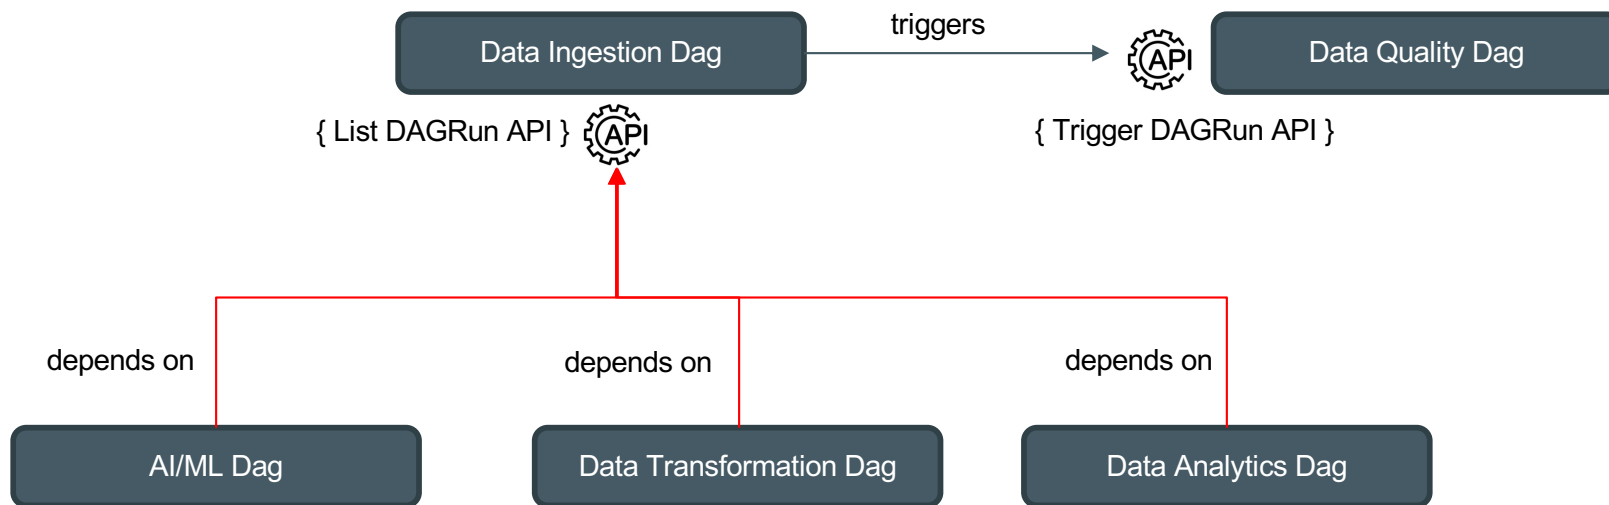 triggers
Data Ingestion Dag
API
Data Quality Dag
{ List DAGRun API }
API
{ Trigger DAGRun API }
depends on
depends on
depends on
AI/ML Dag
Data Transformation Dag
Data Analytics Dag